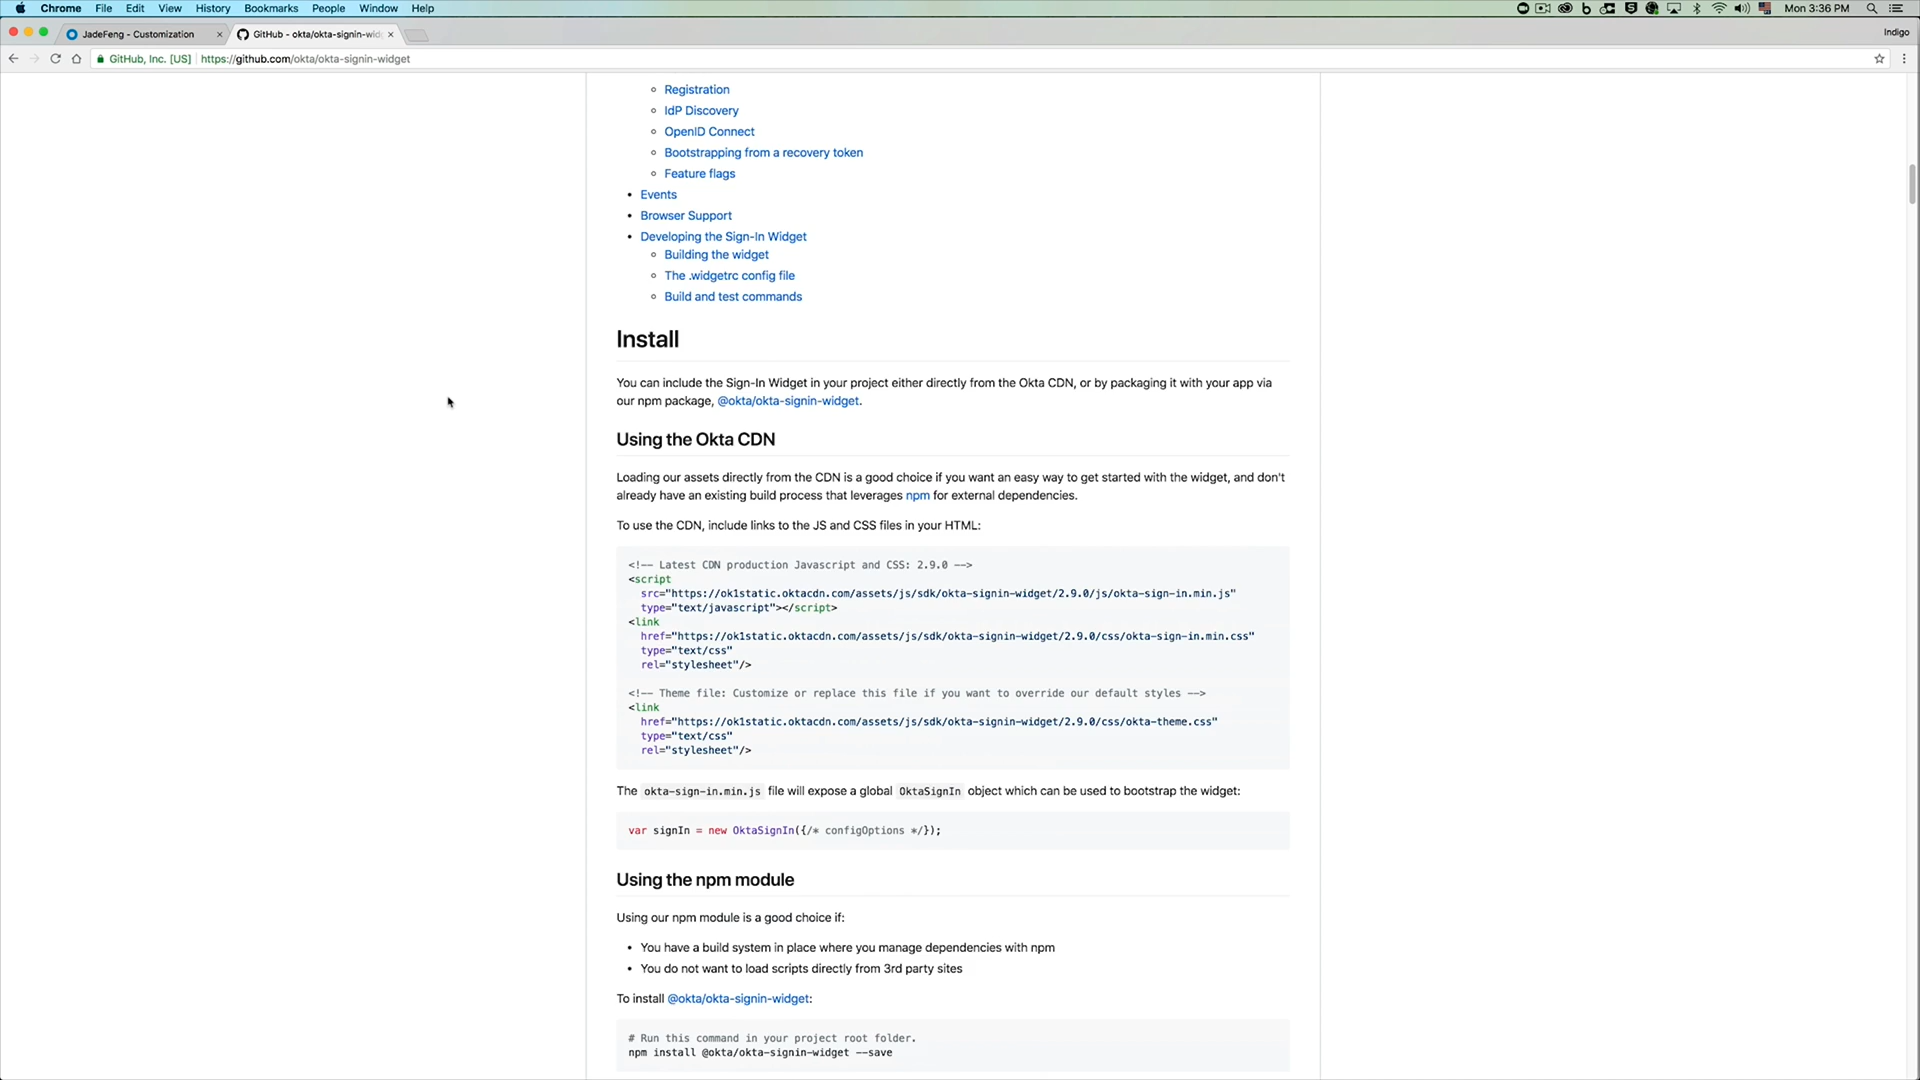 Chrome File Edit View History Bookmarks People Window Help Mon 3:36 PM
JadeFeng - Customization GitHub - okta/okta-signin-wid Indigo
GitHub, Inc. [US] https://github.com/okta/okta-signin-widget
Registration
IdP Discovery
OpenID Connect
Bootstrapping from a recovery token
Feature flags
Events
Browser Support
Developing the Sign-In Widget
Building the widget
The .widgetrc config file
Build and test commands
Install
You can include the Sign-In Widget in your project either directly from the Okta CDN, or by packaging it with your app via
our npm package, @okta/okta-signin-widget.
Using the Okta CDN
Loading our assets directly from the CDN is a good choice if you want an easy way to get started with the widget, and don't
already have an existing build process that leverages npm for external dependencies.
To use the CDN, include links to the JS and CSS files in your HTML:
<!-- Latest CDN production Javascript and CSS: 2.9.0 -->
<script
src="https://ok1static.oktacdn.com/assets/js/sdk/okta-signin-widget/2.9.0/js/okta-sign-in.min.js"
type="text/javascript"></script>
<link
href="https://ok1static.oktacdn.com/assets/js/sdk/okta-signin-widget/2.9.0/css/okta-sign-in.min.css"
type="text/css"
rel="stylesheet"/>
<!-- Theme file: Customize or replace this file if you want to override our default styles -->
<link
href="https://ok1static.oktacdn.com/assets/js/sdk/okta-signin-widget/2.9.0/css/okta-theme.css"
type="text/css"
rel="stylesheet"/>
The okta-sign-in.min.js file will expose a global OktaSignIn object which can be used to bootstrap the widget:
var signIn = new OktaSignIn({/* configOptions */});
Using the npm module
Using our npm module is a good choice if:
You have a build system in place where you manage dependencies with npm
You do not want to load scripts directly from 3rd party sites
To install @okta/okta-signin-widget:
# Run this command in your project root folder.
npm install @okta/okta-signin-widget --save